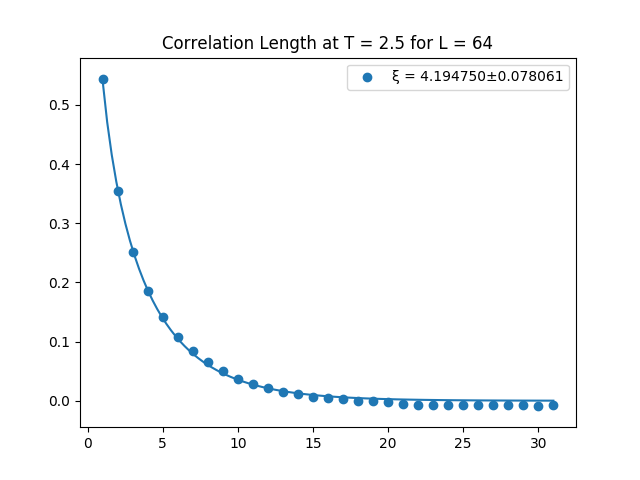 Correlation Length at T = 2.5 for L = 64
ξ = 4.194750±0.078061
0.5
0.4
0.3
0.2
0.1
0.0
0 5 10 15 20 25 30